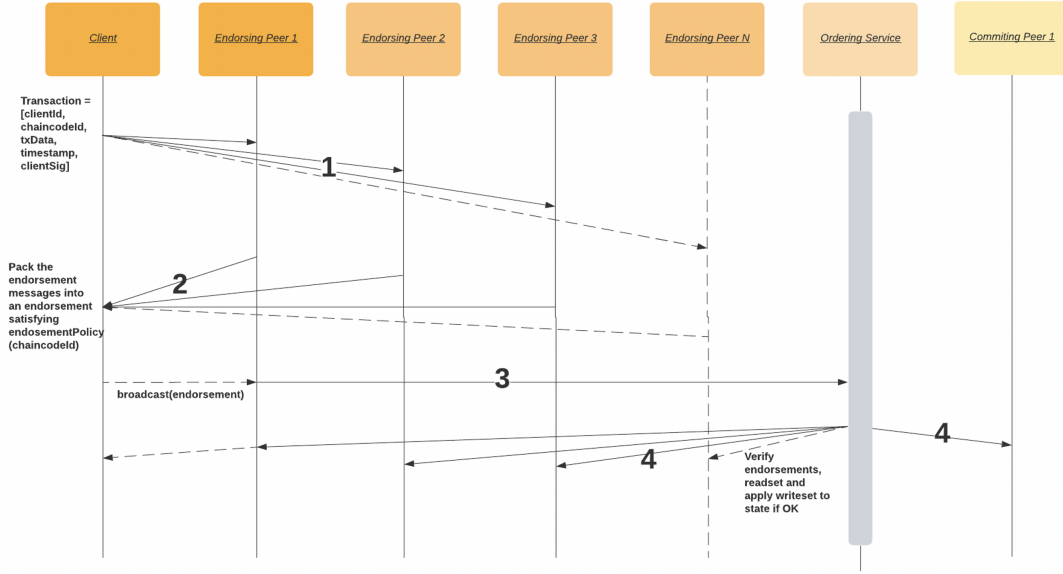 Client
Endorsing Peer 1
Endorsing Peer 2
Endorsing Peer 3
Endorsing Peer N
Ordering Service
Commiting Peer 1
Transaction =
[clientId,
chaincodeId,
txData,
timestamp,
clientSig]
1
Pack the
endorsement
messages into
an endorsement
satisfying
endosementPolicy
(chaincodeId)
2
3
broadcast(endorsement)
4
4
Verify
endorsements,
readset and
apply writeset to
state if OK